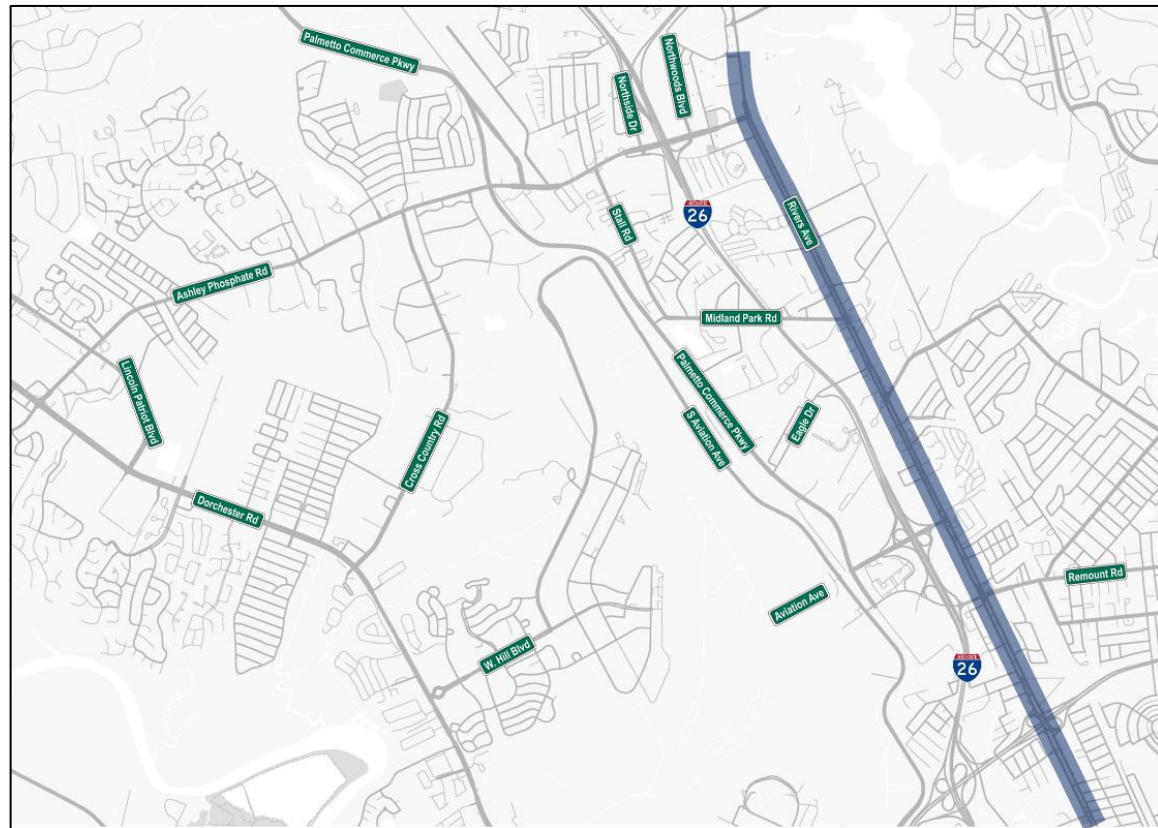 Palmetto Commerce Pkwy
Northwoods Blvd
Northside Dr
26
Stall Rd
Rivers Ave
Ashley Phosphate Rd
Midland Park Rd
Lincoln Patriot Blvd
Palmetto Commerce Pkwy
Eagle Dr
S Aviation Ave
Cross Country Rd
Dorchester Rd
Remount Rd
Aviation Ave
W. Hill Blvd
26